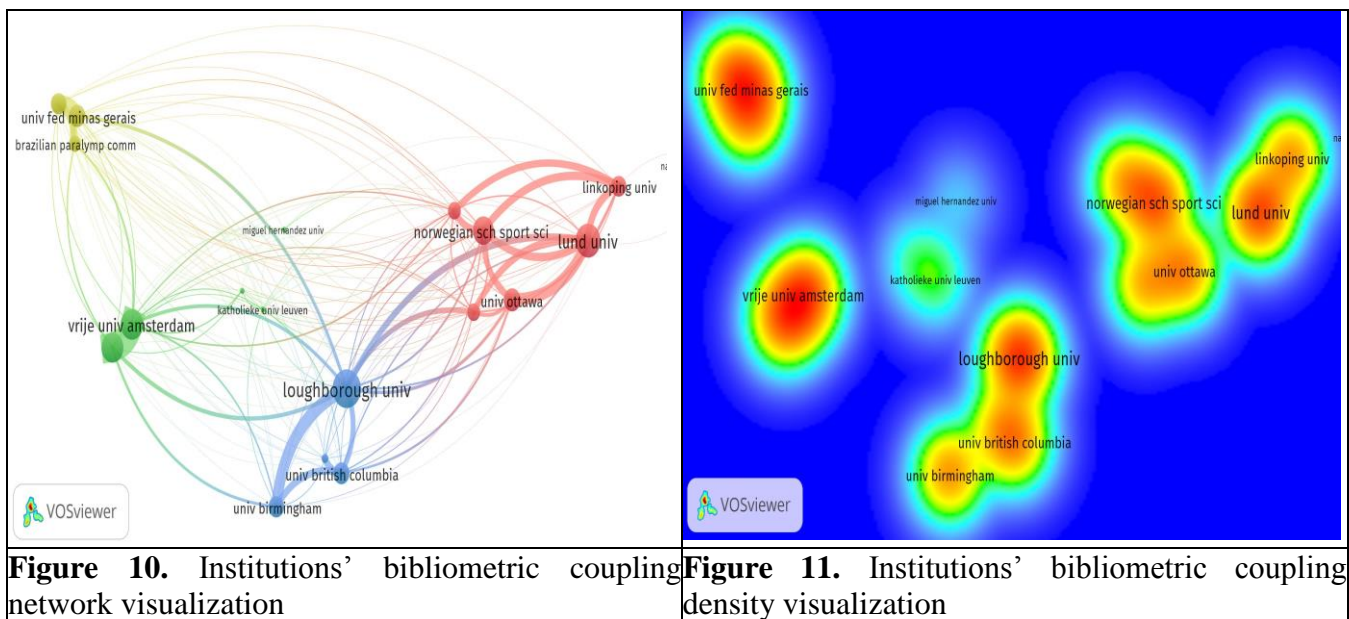 univ fed minas gerais
brazilian paralymp comm
linkoping univ
na
miguel hernandez univ
norwegian sch sport sci
lund univ
katholieke univ leuven
univ ottawa
vrije univ amsterdam
loughborough univ
univ british columbia
univ birmingham
VOSviewer
univ fed minas gerais
na
linkoping univ
miguel hernandez univ
norwegian sch sport sci
lund univ
univ ottawa
katholieke univ leuven
vrije univ amsterdam
loughborough univ
univ british columbia
univ birmingham
VOSviewer
Figure 10. Institutions’ bibliometric coupling
network visualization
Figure 11. Institutions’ bibliometric coupling
density visualization